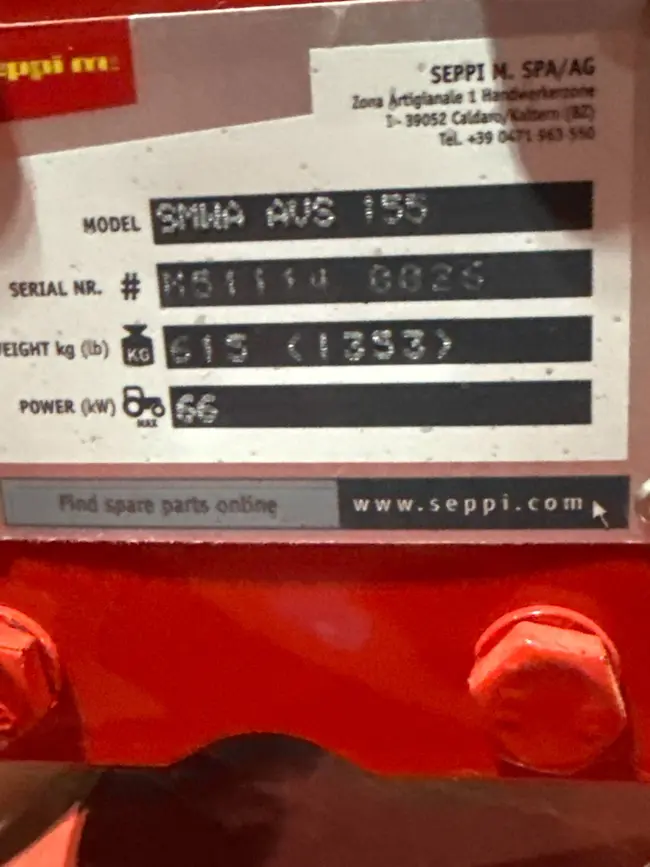 seppi m.
SEPPI M. SPA/AG
Zona Artigianale 1 Handwerkerzone
I- 39052 Caldaro/Kaltern (BZ)
Tel. +39 0471 963 550
MODEL SMWA AVS 155
SERIAL NR. #
WEIGHT kg (lb) KG 615 (1353)
POWER (kW) MAX 66
Find spare parts online
www.seppi.com